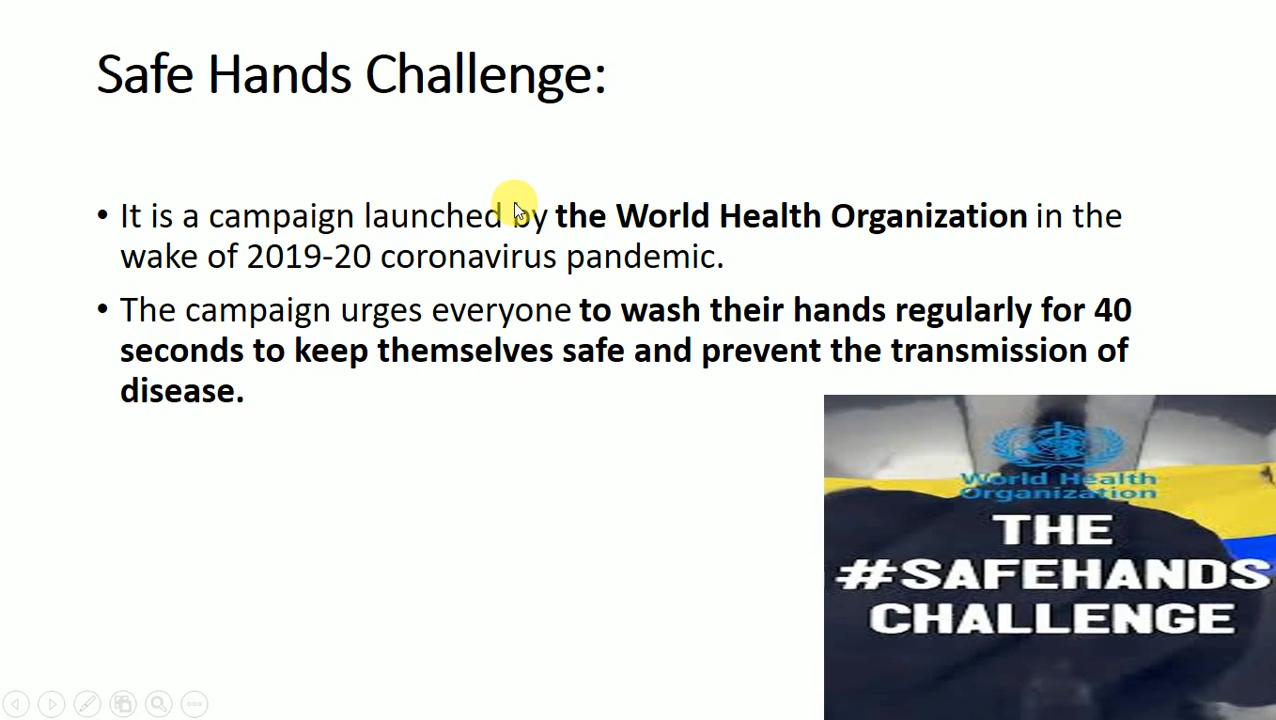 Safe Hands Challenge:
• It is a campaign launched by the World Health Organization in the
wake of 2019-20 coronavirus pandemic.
• The campaign urges everyone to wash their hands regularly for 40
seconds to keep themselves safe and prevent the transmission of
disease.
World Health
Organization
THE
#SAFEHANDS
CHALLENGE